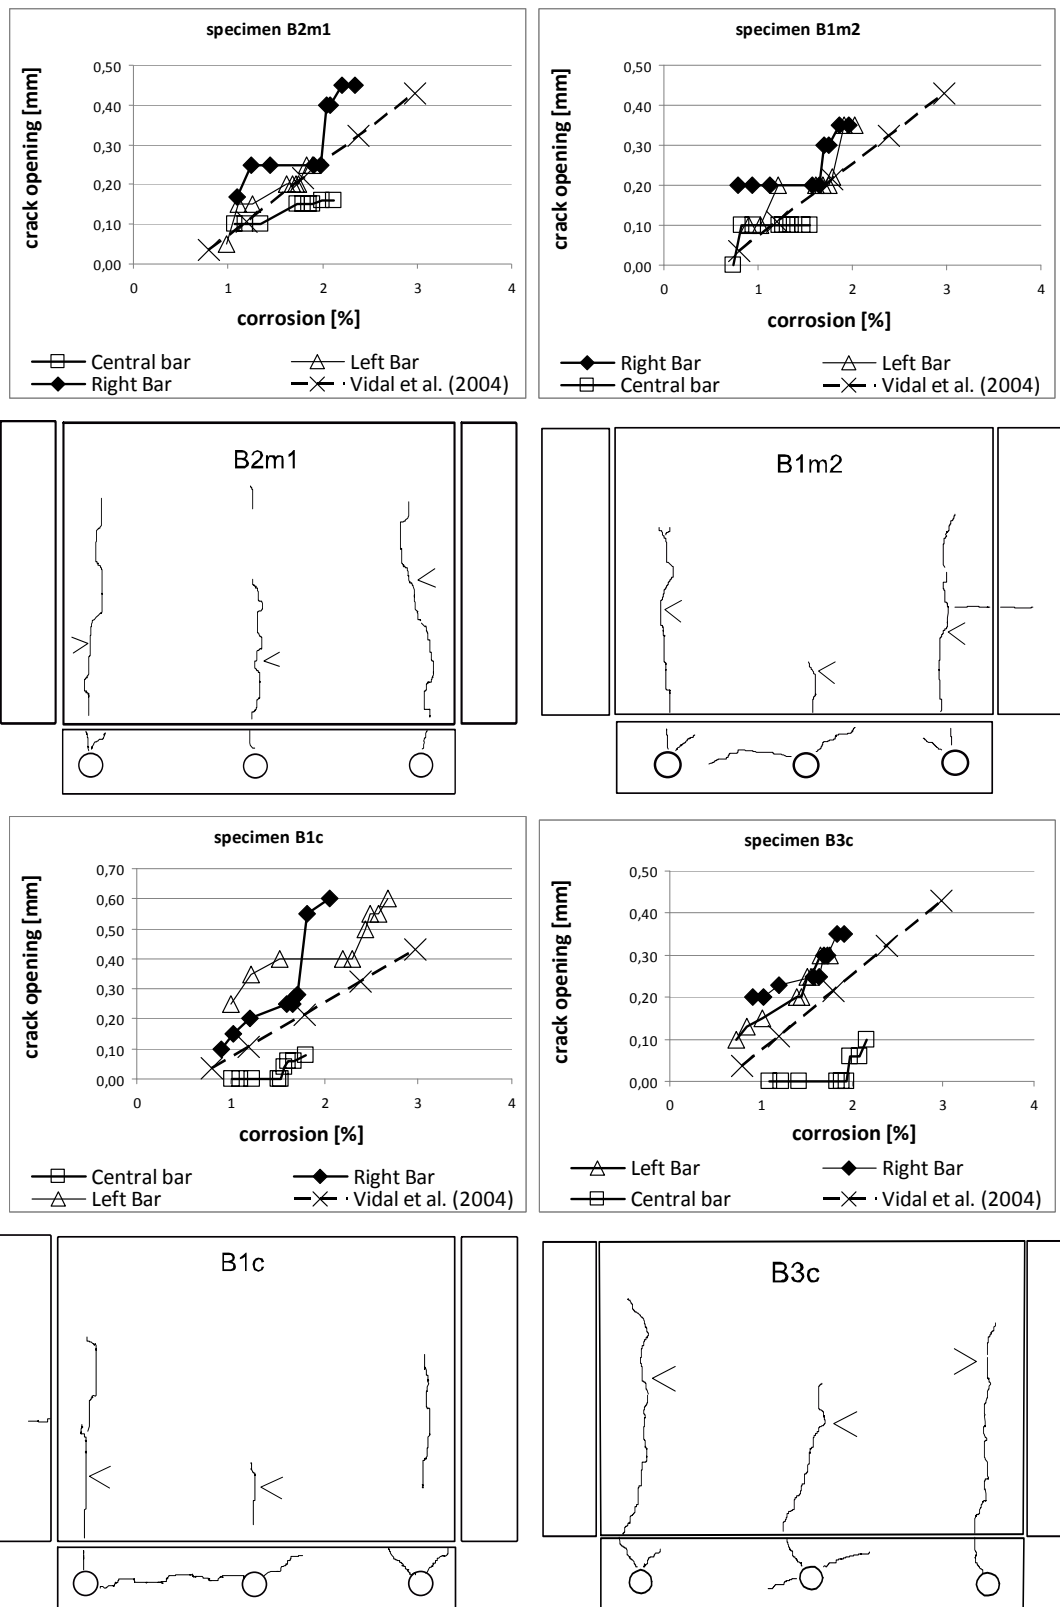 specimen B2m1
crack opening [mm]
0,50
0,40
0,30
0,20
0,10
0,00
0 1 2 3 4
corrosion [%]
Central bar Left Bar
Right Bar Vidal et al. (2004)
specimen B1m2
crack opening [mm]
0,50
0,40
0,30
0,20
0,10
0,00
0 1 2 3 4
corrosion [%]
Right Bar Left Bar
Central bar Vidal et al. (2004)
B2m1
B1m2
specimen B1c
crack opening [mm]
0,70
0,60
0,50
0,40
0,30
0,20
0,10
0,00
0 1 2 3 4
corrosion [%]
Central bar Right Bar
Left Bar Vidal et al. (2004)
specimen B3c
crack opening [mm]
0,50
0,40
0,30
0,20
0,10
0,00
0 1 2 3 4
corrosion [%]
Left Bar Right Bar
Central bar Vidal et al. (2004)
B1c
B3c